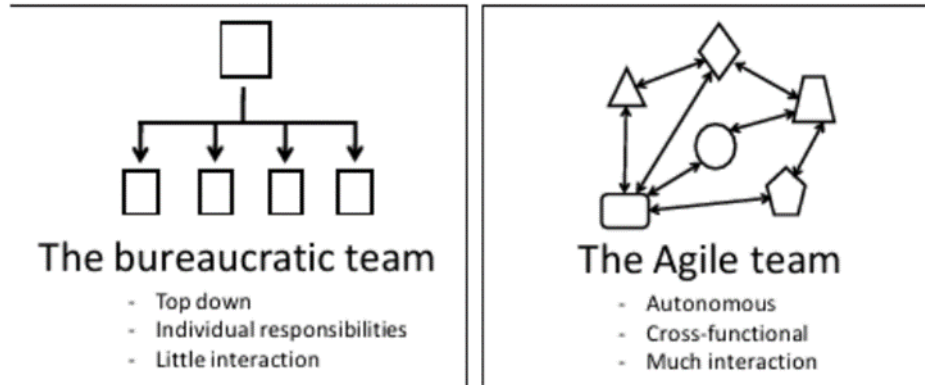 The bureaucratic team
- Top down
- Individual responsibilities
- Little interaction
The Agile team
- Autonomous
- Cross-functional
- Much interaction